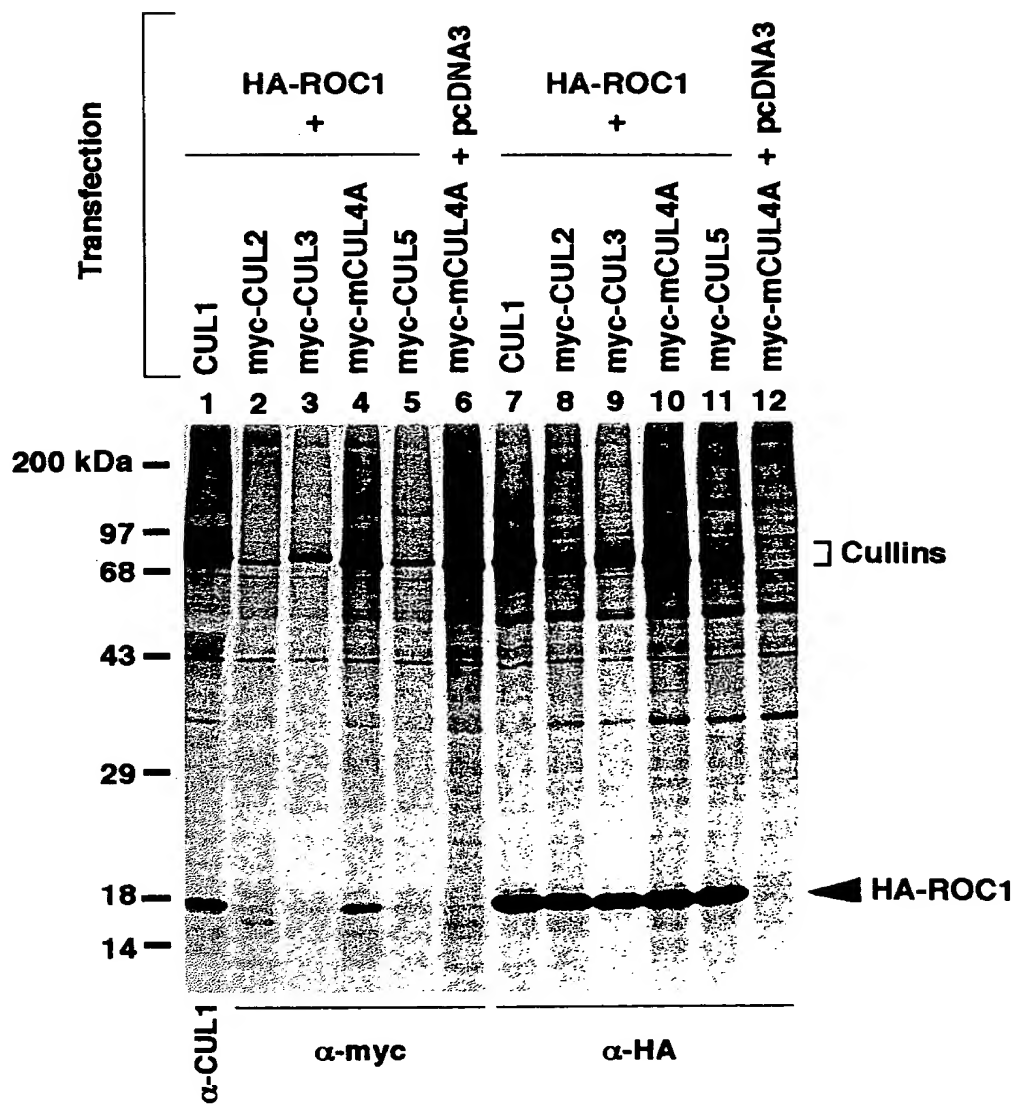 Transfection
HA-ROC1
+
HA-ROC1
+
CUL1
myc-CUL2
myc-CUL3
myc-mCUL4A
myc-CUL5
myc-mCUL4A + pcDNA3
CUL1
myc-CUL2
myc-CUL3
myc-mCUL4A
myc-CUL5
myc-mCUL4A + pcDNA3
1 2 3 4 5 6 7 8 9 10 11 12
200 kDa
97
68
43
29
18
14
Cullins
HA-ROC1
α-CUL1
α-myc
α-HA